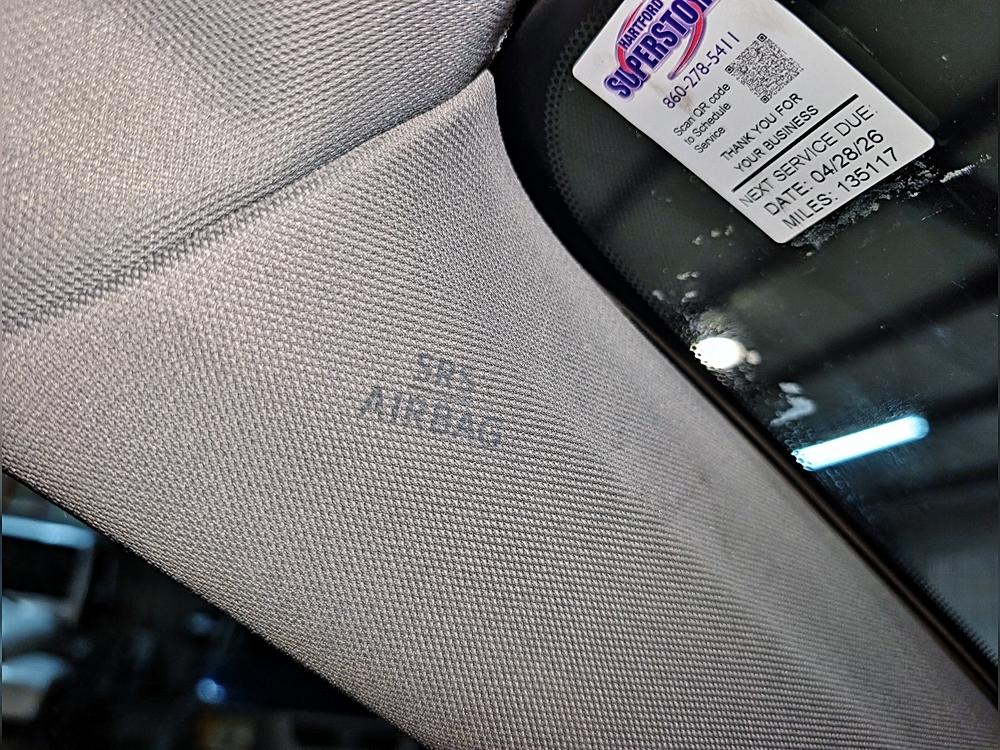 HARTFORD
SUPERSTO
860-278-5411
Scan QR code
to Schedule
Service
THANK YOU FOR
YOUR BUSINESS
NEXT SERVICE DUE:
DATE: 04/28/26
MILES: 135117
SRS
AIRBAG